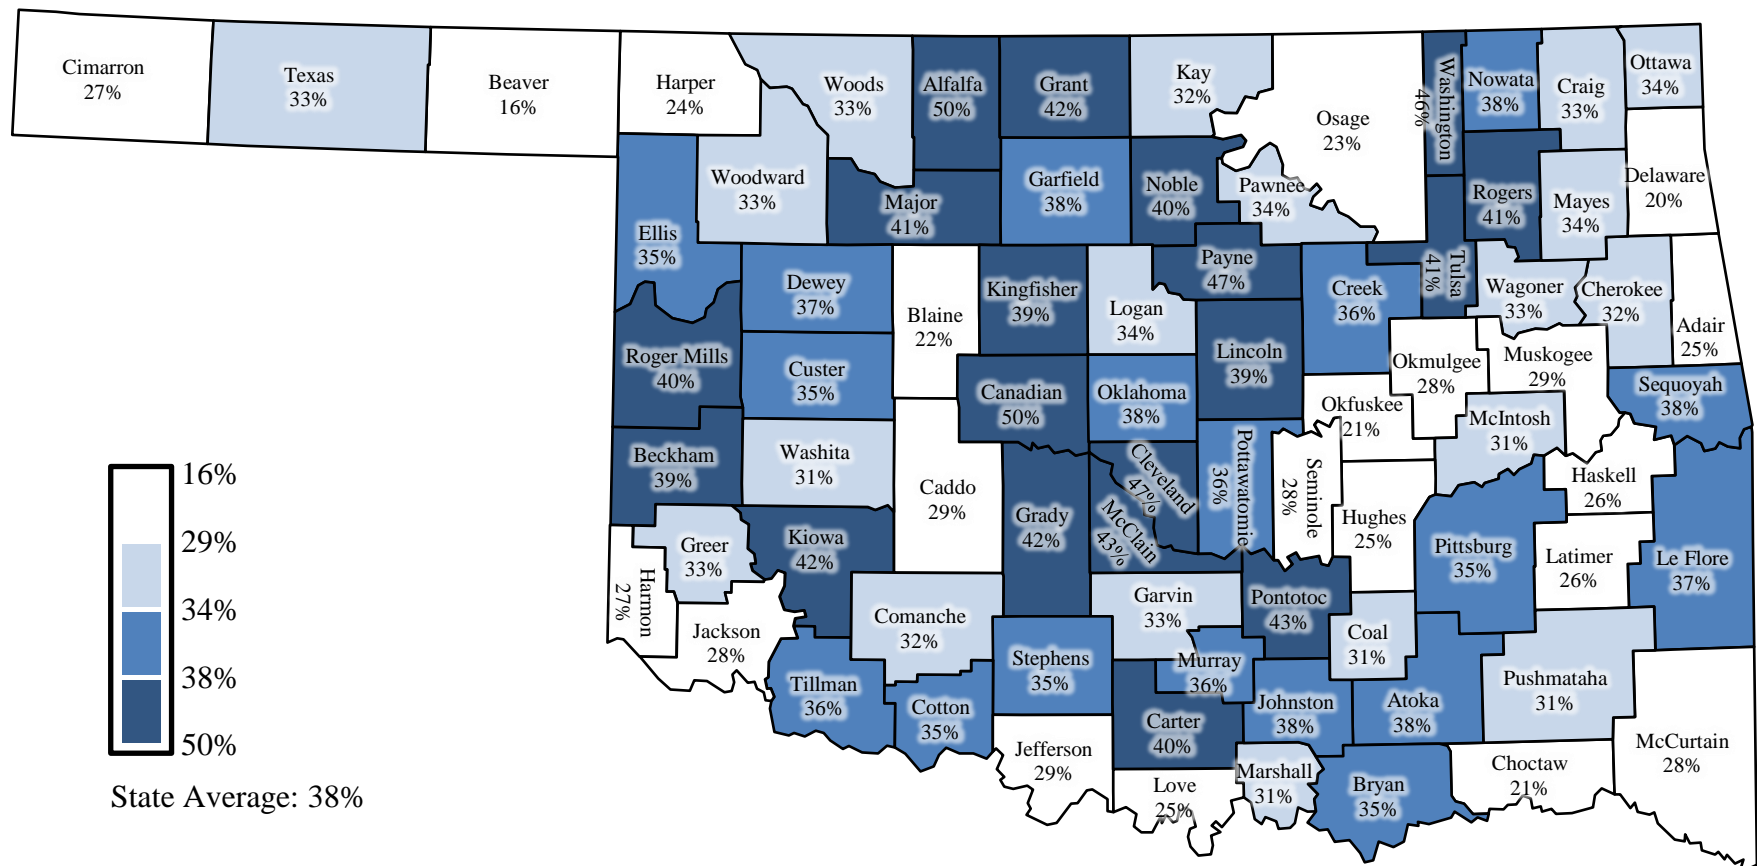 Cimarron
27%
Texas
33%
Beaver
16%
Harper
24%
Woods
33%
Alfalfa
50%
Grant
42%
Kay
32%
Osage
23%
Washington
46%
Nowata
38%
Craig
33%
Ottawa
34%
Woodward
33%
Major
41%
Garfield
38%
Noble
40%
Pawnee
34%
Rogers
41%
Mayes
34%
Delaware
20%
Ellis
35%
Dewey
37%
Blaine
22%
Kingfisher
39%
Logan
34%
Payne
47%
Creek
36%
Tulsa
41%
Wagoner
33%
Cherokee
32%
Adair
25%
Roger Mills
40%
Custer
35%
Canadian
50%
Oklahoma
38%
Lincoln
39%
Okmulgee
28%
Muskogee
29%
Sequoyah
38%
Okfuskee
21%
McIntosh
31%
Beckham
39%
Washita
31%
Caddo
29%
Grady
42%
Cleveland
47%
McClain
43%
Pottawatomie
36%
Seminole
28%
Hughes
25%
Haskell
26%
Pittsburg
35%
Latimer
26%
Le Flore
37%
Greer
33%
Kiowa
42%
Harmon
27%
Jackson
28%
Comanche
32%
Garvin
33%
Pontotoc
43%
Coal
31%
Stephens
35%
Murray
36%
Tillman
36%
Cotton
35%
Carter
40%
Johnston
38%
Atoka
38%
Pushmataha
31%
McCurtain
28%
Jefferson
29%
Love
25%
Marshall
31%
Bryan
35%
Choctaw
21%
16%
29%
34%
38%
50%
State Average: 38%